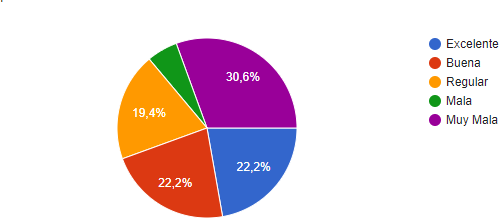 Excelente
Buena
Regular
Mala
Muy Mala
30,6%
19,4%
22,2%
22,2%